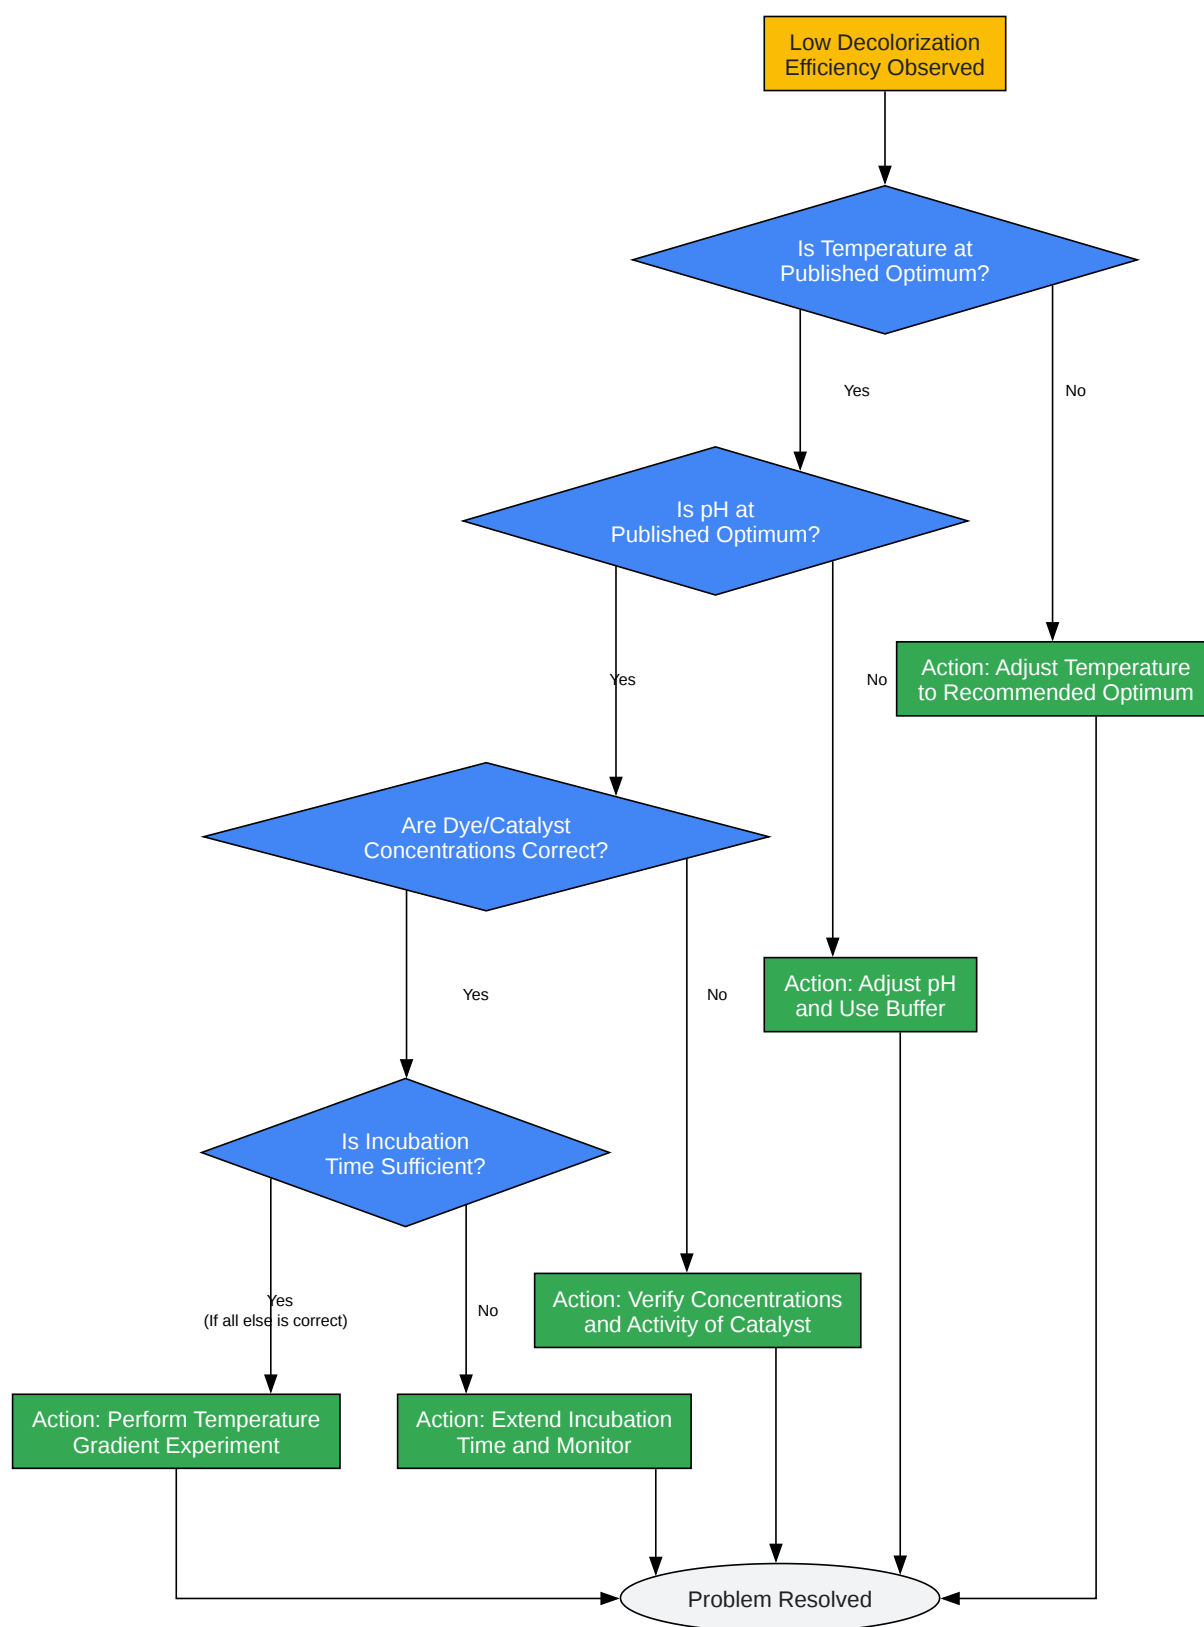 Low Decolorization
Efficiency Observed
Is Temperature at
Published Optimum?
Yes
No
Is pH at
Published Optimum?
Yes
No
Action: Adjust Temperature
to Recommended Optimum
Are Dye/Catalyst
Concentrations Correct?
Yes
No
Action: Adjust pH
and Use Buffer
Is Incubation
Time Sufficient?
Yes
(If all else is correct)
No
Action: Verify Concentrations
and Activity of Catalyst
Action: Perform Temperature
Gradient Experiment
Action: Extend Incubation
Time and Monitor
Problem Resolved